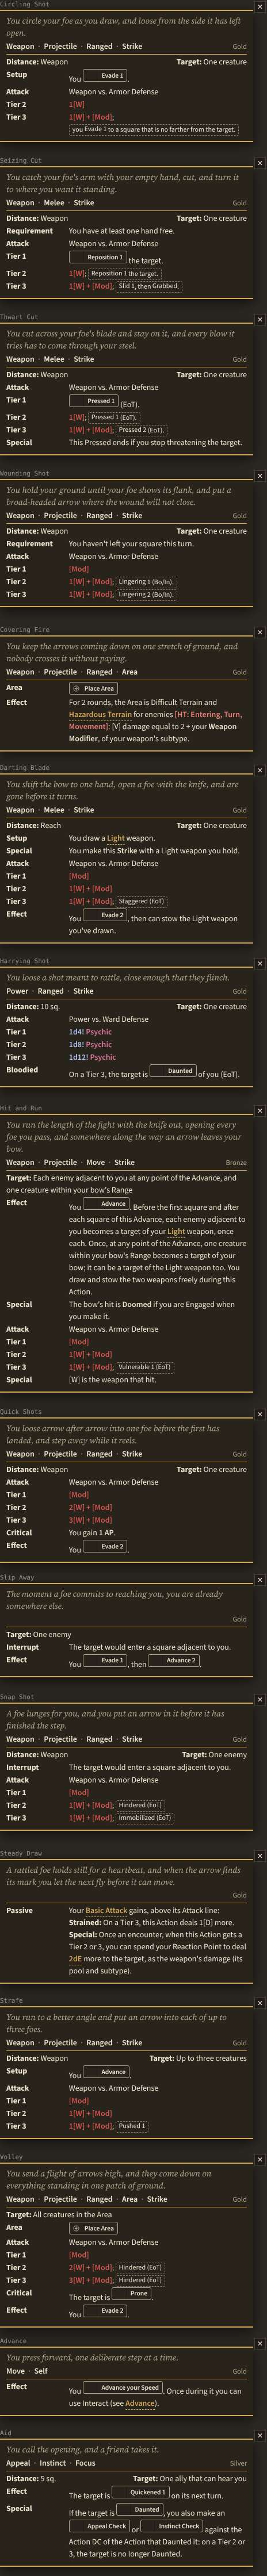 Circling Shot
You circle your foe as you draw, and loose from the side it has left
open.
Weapon · Projectile · Ranged · Strike Gold
Distance: Weapon Target: One creature
Setup You Evade 1.
Attack Weapon vs. Armor Defense
Tier 2 1[W]
Tier 3 1[W] + [Mod];
you Evade 1 to a square that is no farther from the target.
Seizing Cut
You catch your foe's arm with your empty hand, cut, and turn it
to where you want it standing.
Weapon · Melee · Strike Gold
Distance: Weapon Target: One creature
Requirement You have at least one hand free.
Attack Weapon vs. Armor Defense
Tier 1 Reposition 1 the target.
Tier 2 1[W]; Reposition 1 the target.
Tier 3 1[W] + [Mod]; Slid 1, then Grabbed.
Thwart Cut
You cut across your foe's blade and stay on it, and every blow it
tries has to come through your steel.
Weapon · Melee · Strike Gold
Distance: Weapon Target: One creature
Attack Weapon vs. Armor Defense
Tier 1 Pressed 1 (EoT).
Tier 2 1[W]; Pressed 1 (EoT).
Tier 3 1[W] + [Mod]; Pressed 2 (EoT).
Special This Pressed ends if you stop threatening the target.
Wounding Shot
You hold your ground until your foe shows its flank, and put a
broad-headed arrow where the wound will not close.
Weapon · Projectile · Ranged · Strike Gold
Distance: Weapon Target: One creature
Requirement You haven't left your square this turn.
Attack Weapon vs. Armor Defense
Tier 1 [Mod]
Tier 2 1[W] + [Mod]; Lingering 1 (Bo/In).
Tier 3 1[W] + [Mod]; Lingering 2 (Bo/In).
Covering Fire
You keep the arrows coming down on one stretch of ground, and
nobody crosses it without paying.
Weapon · Projectile · Ranged · Area Gold
Area Place Area
Effect For 2 rounds, the Area is Difficult Terrain and
Hazardous Terrain for enemies [HT: Entering, Turn,
Movement]: [V] damage equal to 2 + your Weapon
Modifier, of your weapon's subtype.
Darting Blade
You shift the bow to one hand, open a foe with the knife, and are
gone before it turns.
Weapon · Melee · Strike Gold
Distance: Reach Target: One creature
Setup You draw a Light weapon.
Special You make this Strike with a Light weapon you hold.
Attack Weapon vs. Armor Defense
Tier 1 [Mod]
Tier 2 1[W] + [Mod]
Tier 3 1[W] + [Mod]; Staggered (EoT)
Effect You Evade 2, then can stow the Light weapon
you've drawn.
Harrying Shot
You loose a shot meant to rattle, close enough that they flinch.
Power · Ranged · Strike Gold
Distance: 10 sq. Target: One creature
Attack Power vs. Ward Defense
Tier 1 1d4! Psychic
Tier 2 1d8! Psychic
Tier 3 1d12! Psychic
Bloodied On a Tier 3, the target is Daunted of you (EoT).
Hit and Run
You run the length of the fight with the knife out, opening every
foe you pass, and somewhere along the way an arrow leaves your
bow.
Weapon · Projectile · Move · Strike Bronze
Target: Each enemy adjacent to you at any point of the Advance, and
one creature within your bow's Range
Effect You Advance. Before the first square and after
each square of this Advance, each enemy adjacent to
you becomes a target of your Light weapon, once
each. Once, at any point of the Advance, one creature
within your bow's Range becomes a target of your
bow; it can be a target of the Light weapon too. You
draw and stow the two weapons freely during this
Action.
Special The bow's hit is Doomed if you are Engaged when
you make it.
Attack Weapon vs. Armor Defense
Tier 1 [Mod]
Tier 2 1[W] + [Mod]
Tier 3 1[W] + [Mod]; Vulnerable 1 (EoT)
Special [W] is the weapon that hit.
Quick Shots
You loose arrow after arrow into one foe before the first has
landed, and step away while it reels.
Weapon · Projectile · Ranged · Strike Gold
Distance: Weapon Target: One creature
Attack Weapon vs. Armor Defense
Tier 1 [Mod]
Tier 2 2[W] + [Mod]
Tier 3 3[W] + [Mod]
Critical You gain 1 AP.
Effect You Evade 2.
Slip Away
The moment a foe commits to reaching you, you are already
somewhere else.
Gold
Target: One enemy
Interrupt The target would enter a square adjacent to you.
Effect You Evade 1, then Advance 2.
Snap Shot
A foe lunges for you, and you put an arrow in it before it has
finished the step.
Weapon · Projectile · Ranged · Strike Gold
Distance: Weapon Target: One enemy
Interrupt The target would enter a square adjacent to you.
Attack Weapon vs. Armor Defense
Tier 1 [Mod]
Tier 2 1[W] + [Mod]; Hindered (EoT)
Tier 3 1[W] + [Mod]; Immobilized (EoT)
Steady Draw
A rattled foe holds still for a heartbeat, and when the arrow finds
its mark you let the next fly before it can move.
Gold
Passive Your Basic Attack gains, above its Attack line:
Strained: On a Tier 3, this Action deals 1[D] more.
Special: Once an encounter, when this Action gets a
Tier 2 or 3, you can spend your Reaction Point to deal
2dE more to the target, as the weapon's damage (its
pool and subtype).
Strafe
You run to a better angle and put an arrow into each of up to
three foes.
Weapon · Projectile · Ranged · Strike Gold
Distance: Weapon Target: Up to three creatures
Setup You Advance.
Attack Weapon vs. Armor Defense
Tier 1 [Mod]
Tier 2 1[W] + [Mod]
Tier 3 1[W] + [Mod]; Pushed 1
Volley
You send a flight of arrows high, and they come down on
everything standing in one patch of ground.
Weapon · Projectile · Ranged · Area · Strike Gold
Target: All creatures in the Area
Area Place Area
Attack Weapon vs. Armor Defense
Tier 1 [Mod]
Tier 2 2[W] + [Mod]; Hindered (EoT)
Tier 3 3[W] + [Mod]; Hindered (EoT)
Critical The target is Prone.
Effect You Evade 2.
Advance
You press forward, one deliberate step at a time.
Move · Self Gold
Effect You Advance your Speed. Once during it you can
use Interact (see Advance).
Aid
You call the opening, and a friend takes it.
Appeal · Instinct · Focus Silver
Distance: 5 sq. Target: One ally that can hear you
Effect The target is Quickened 1 on its next turn.
Special If the target is Daunted, you also make an
Appeal Check or Instinct Check against the
Action DC of the Action that Daunted it: on a Tier 2 or
3, the target is no longer Daunted.